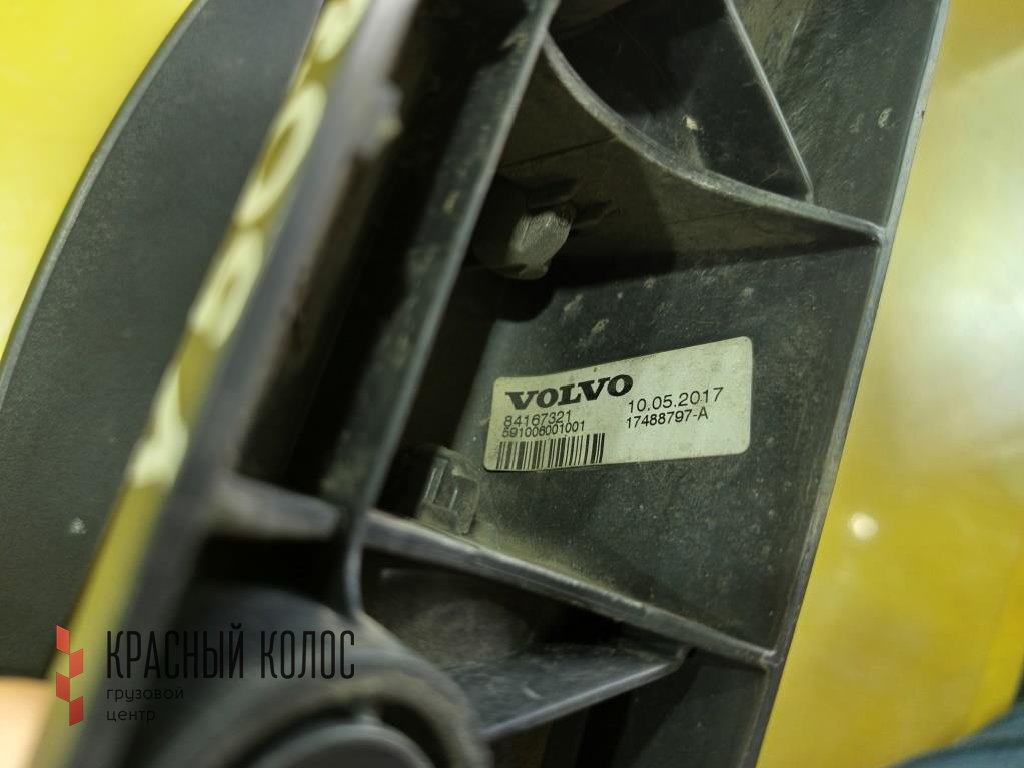 VOLVO
84167321
591006001001
10.05.2017
17488797-A
КРАСНЫЙ КОЛОС
грузовой
центр